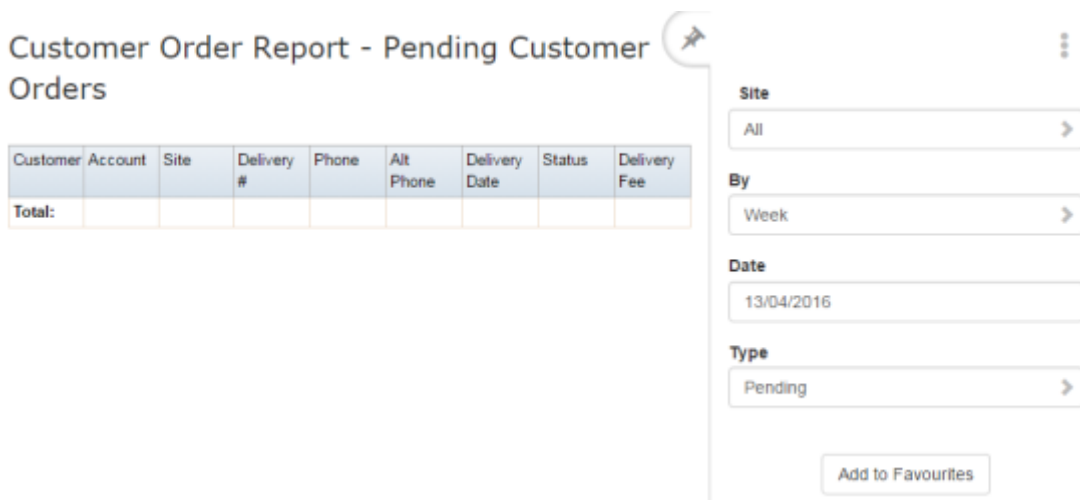 Customer Order Report - Pending Customer
Orders
Customer Account Site Delivery # Phone Alt Phone Delivery Date Status Delivery Fee
Total:
Site
All
By
Week
Date
13/04/2016
Type
Pending
Add to Favourites